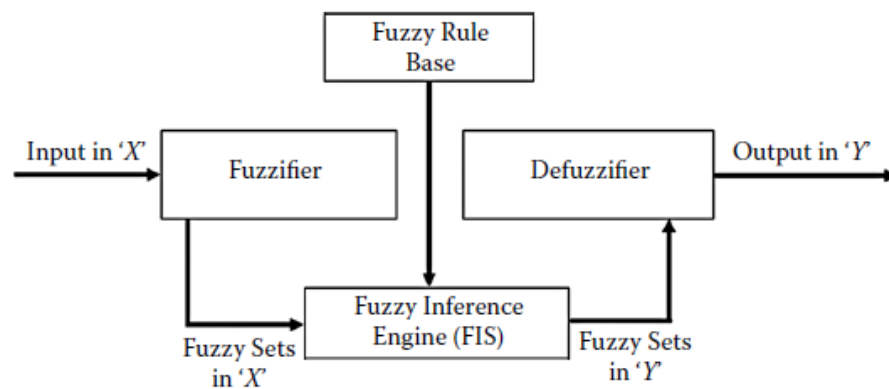 Fuzzy Rule
Base
Input in ‘X’
Fuzzifier
Defuzzifier
Output in ‘Y’
Fuzzy Inference
Engine (FIS)
Fuzzy Sets
in ‘X’
Fuzzy Sets
in ‘Y’